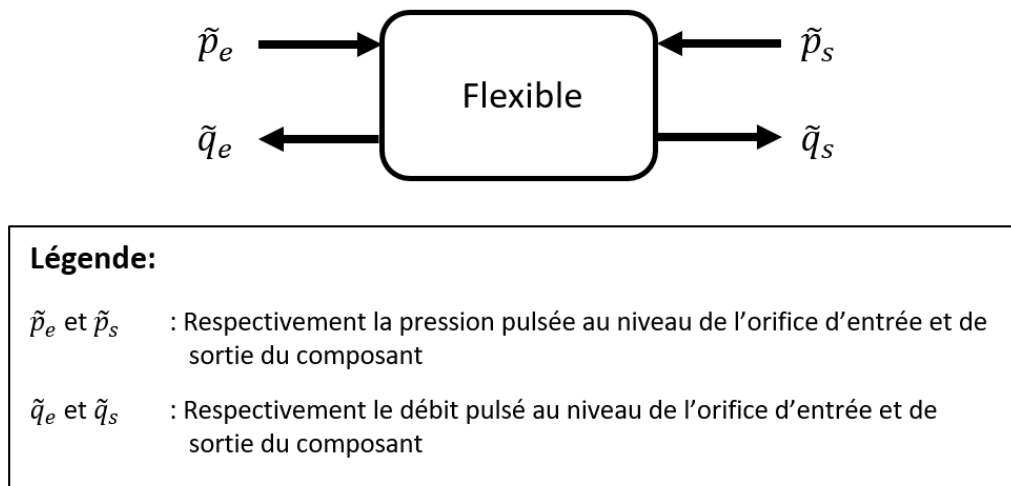 p̃ₑ Flexible p̃ₛ
q̃ₑ q̃ₛ
Légende:
p̃ₑ et p̃ₛ : Respectivement la pression pulsée au niveau de l’orifice d’entrée et de
sortie du composant
q̃ₑ et q̃ₛ : Respectivement le débit pulsé au niveau de l’orifice d’entrée et de
sortie du composant